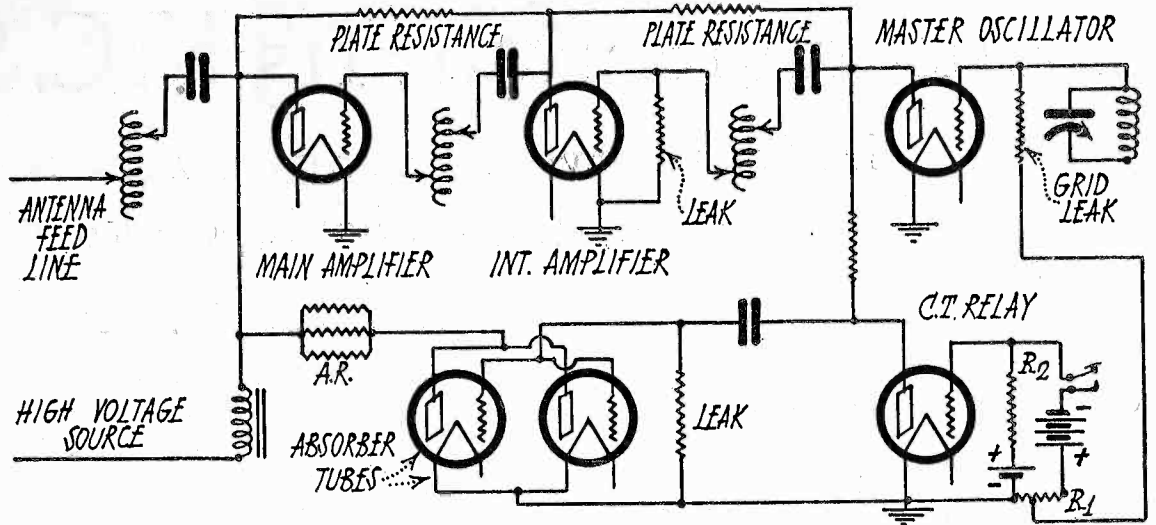 PLATE RESISTANCE
PLATE RESISTANCE
MASTER OSCILLATOR
ANTENNA
FEED
LINE
LEAK
GRID
LEAK
MAIN AMPLIFIER
INT. AMPLIFIER
C.T. RELAY
A.R.
R2
HIGH VOLTAGE
SOURCE
ABSORBER
TUBES
LEAK
-
+
+
-
R1